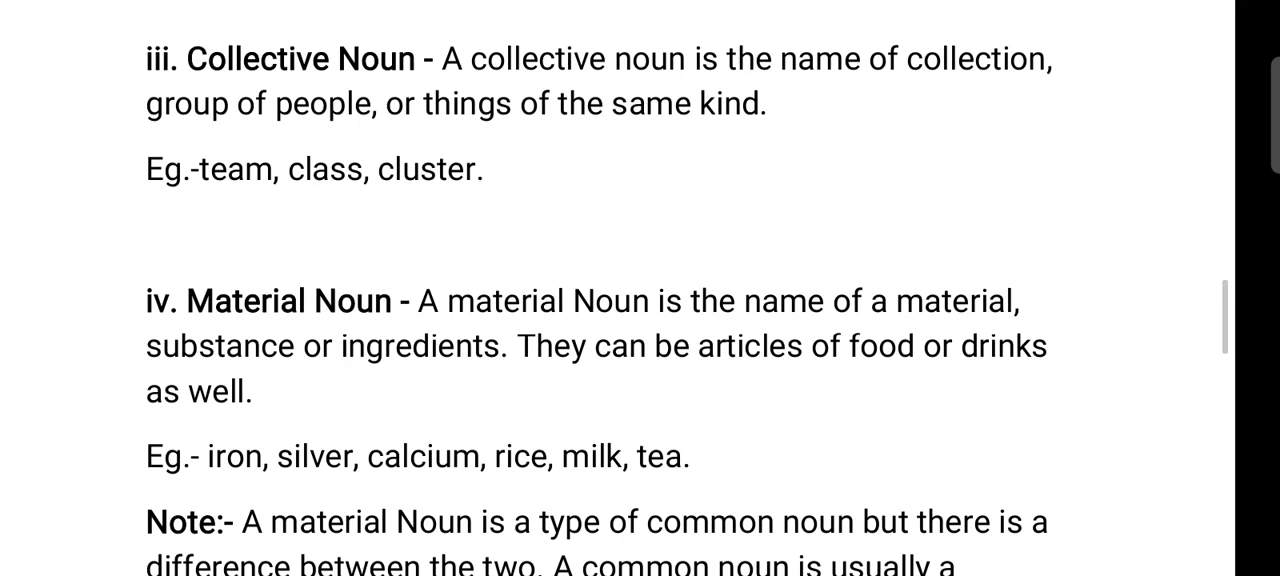 iii. Collective Noun - A collective noun is the name of collection,
group of people, or things of the same kind.
Eg.-team, class, cluster.
iv. Material Noun - A material Noun is the name of a material,
substance or ingredients. They can be articles of food or drinks
as well.
Eg.- iron, silver, calcium, rice, milk, tea.
Note:- A material Noun is a type of common noun but there is a
difference between the two. A common noun is usually a